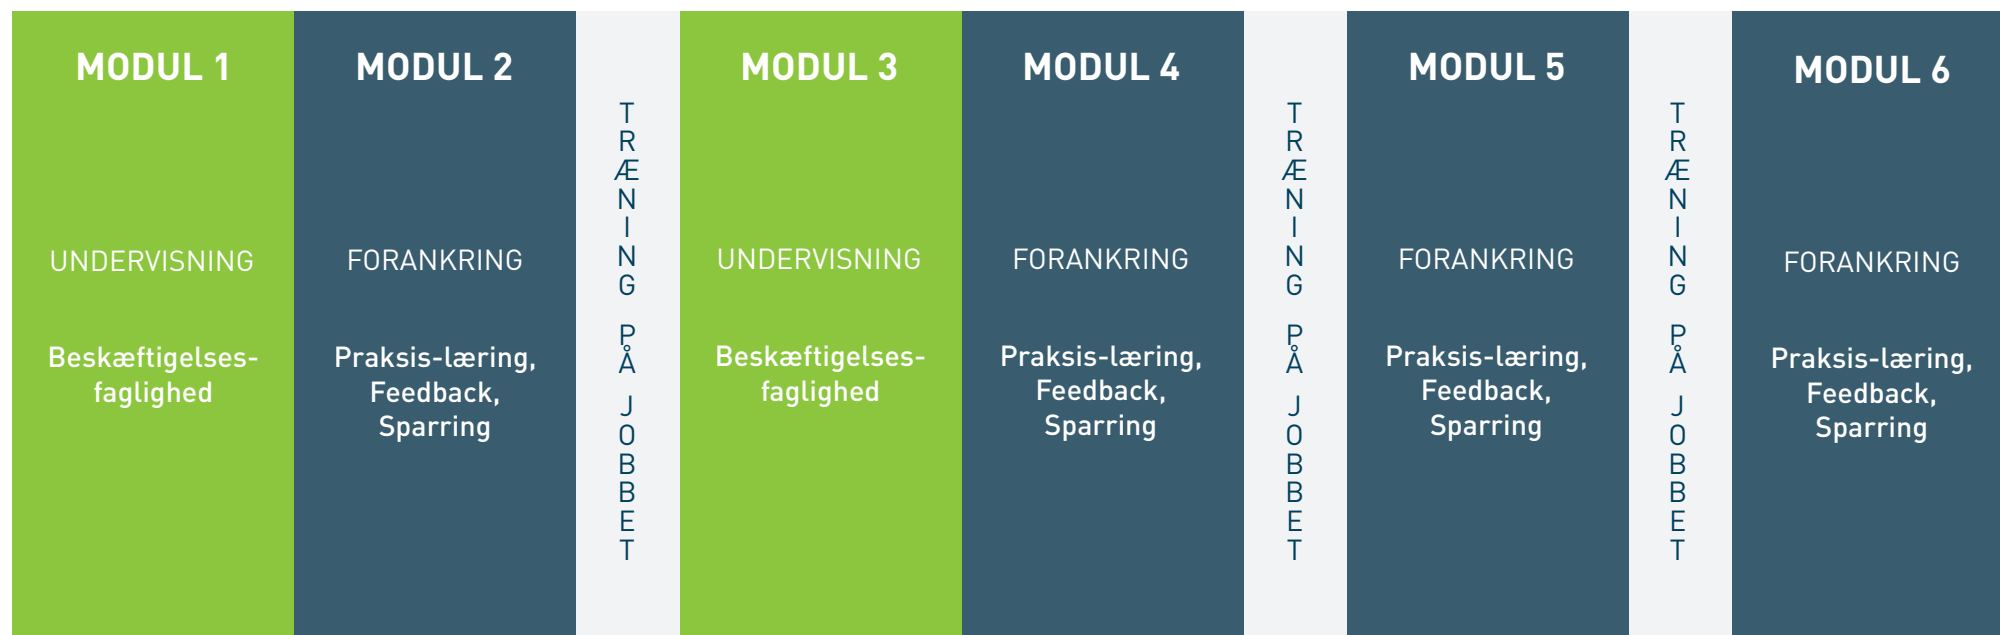 MODUL 1
UNDERVISNING
Beskæftigelses-
faglighed
MODUL 2
FORANKRING
Praksis-læring,
Feedback,
Sparring
TRÆNING PÅ JOBBET
MODUL 3
UNDERVISNING
Beskæftigelses-
faglighed
MODUL 4
FORANKRING
Praksis-læring,
Feedback,
Sparring
TRÆNING PÅ JOBBET
MODUL 5
FORANKRING
Praksis-læring,
Feedback,
Sparring
TRÆNING PÅ JOBBET
MODUL 6
FORANKRING
Praksis-læring,
Feedback,
Sparring